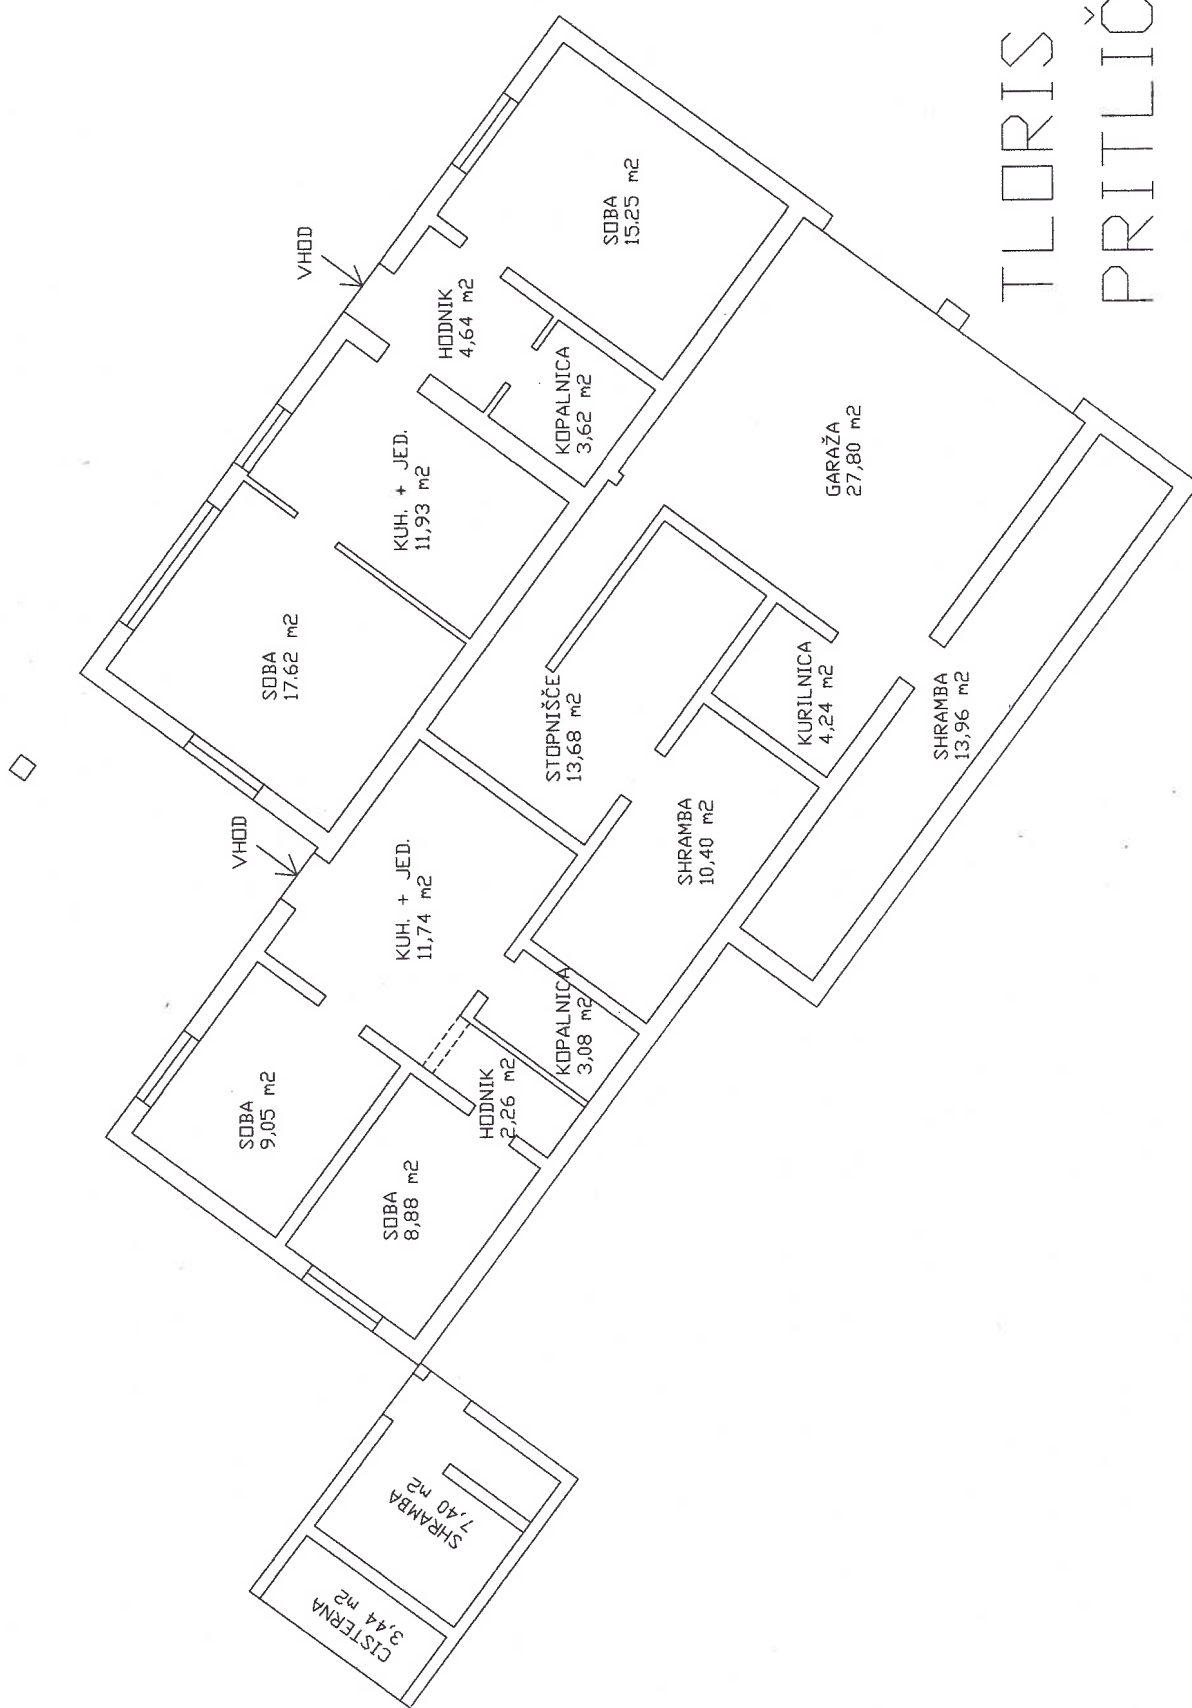 TLORIS
PRITLIČ
VHOD
SOBA
15.25 m2
HODNIK
4,64 m2
KOPALNICA
3,62 m2
KUH. + JED.
11,93 m2
SOBA
17.62 m2
GARAŽA
27,80 m2
STOPNIŠČE
13,68 m2
KURILNICA
4,24 m2
SHRAMBA
13,96 m2
SHRAMBA
10,40 m2
VHOD
KUH. + JED.
11,74 m2
KOPALNICA
3,08 m2
HODNIK
2,26 m2
SOBA
9,05 m2
SOBA
8,88 m2
SHRAMBA
7,40 m2
CISTERNA
3,44 m2